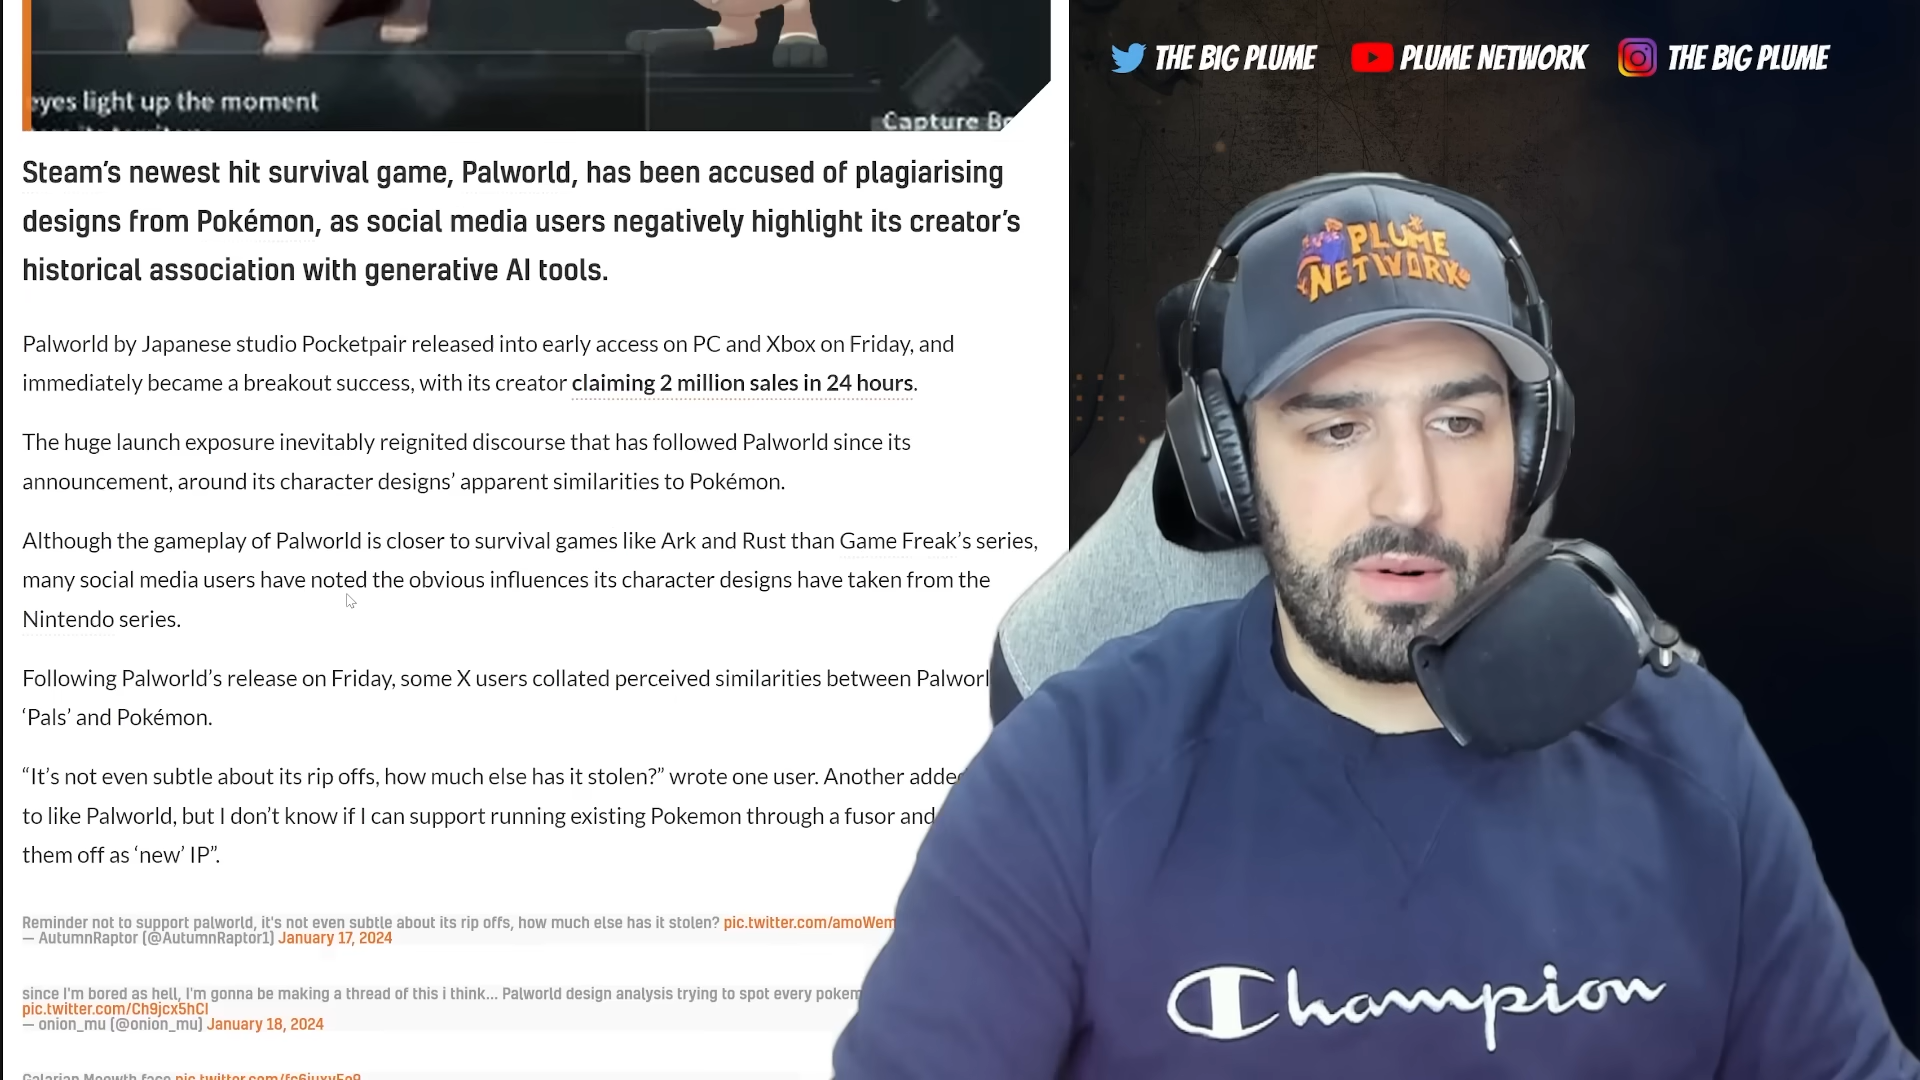 THE BIG PLUME PLUME NETWORK THE BIG PLUME
eyes light up the moment
Capture
PLUME
NETWORK
Steam’s newest hit survival game, Palworld, has been accused of plagiarising
designs from Pokémon, as social media users negatively highlight its creator’s
historical association with generative AI tools.
Palworld by Japanese studio Pocketpair released into early access on PC and Xbox on Friday, and
immediately became a breakout success, with its creator claiming 2 million sales in 24 hours.
The huge launch exposure inevitably reignited discourse that has followed Palworld since its
announcement, around its character designs’ apparent similarities to Pokémon.
Although the gameplay of Palworld is closer to survival games like Ark and Rust than Game Freak’s series,
many social media users have noted the obvious influences its character designs have taken from the
Nintendo series.
Following Palworld’s release on Friday, some X users collated perceived similarities between Palworl
‘Pals’ and Pokémon.
“It’s not even subtle about its rip offs, how much else has it stolen?” wrote one user. Another added
to like Palworld, but I don’t know if I can support running existing Pokemon through a fusor and
them off as ‘new’ IP”.
Reminder not to support palworld, it's not even subtle about its rip offs, how much else has it stolen? pic.twitter.com/amoWem
— AutumnRaptor (@AutumnRaptor1) January 17, 2024
since I'm bored as hell, I'm gonna be making a thread of this i think... Palworld design analysis trying to spot every pokem
pic.twitter.com/Ch9jcx5hCl
— onion_mu (@onion_mu) January 18, 2024
Galarian Meowth face
Champion